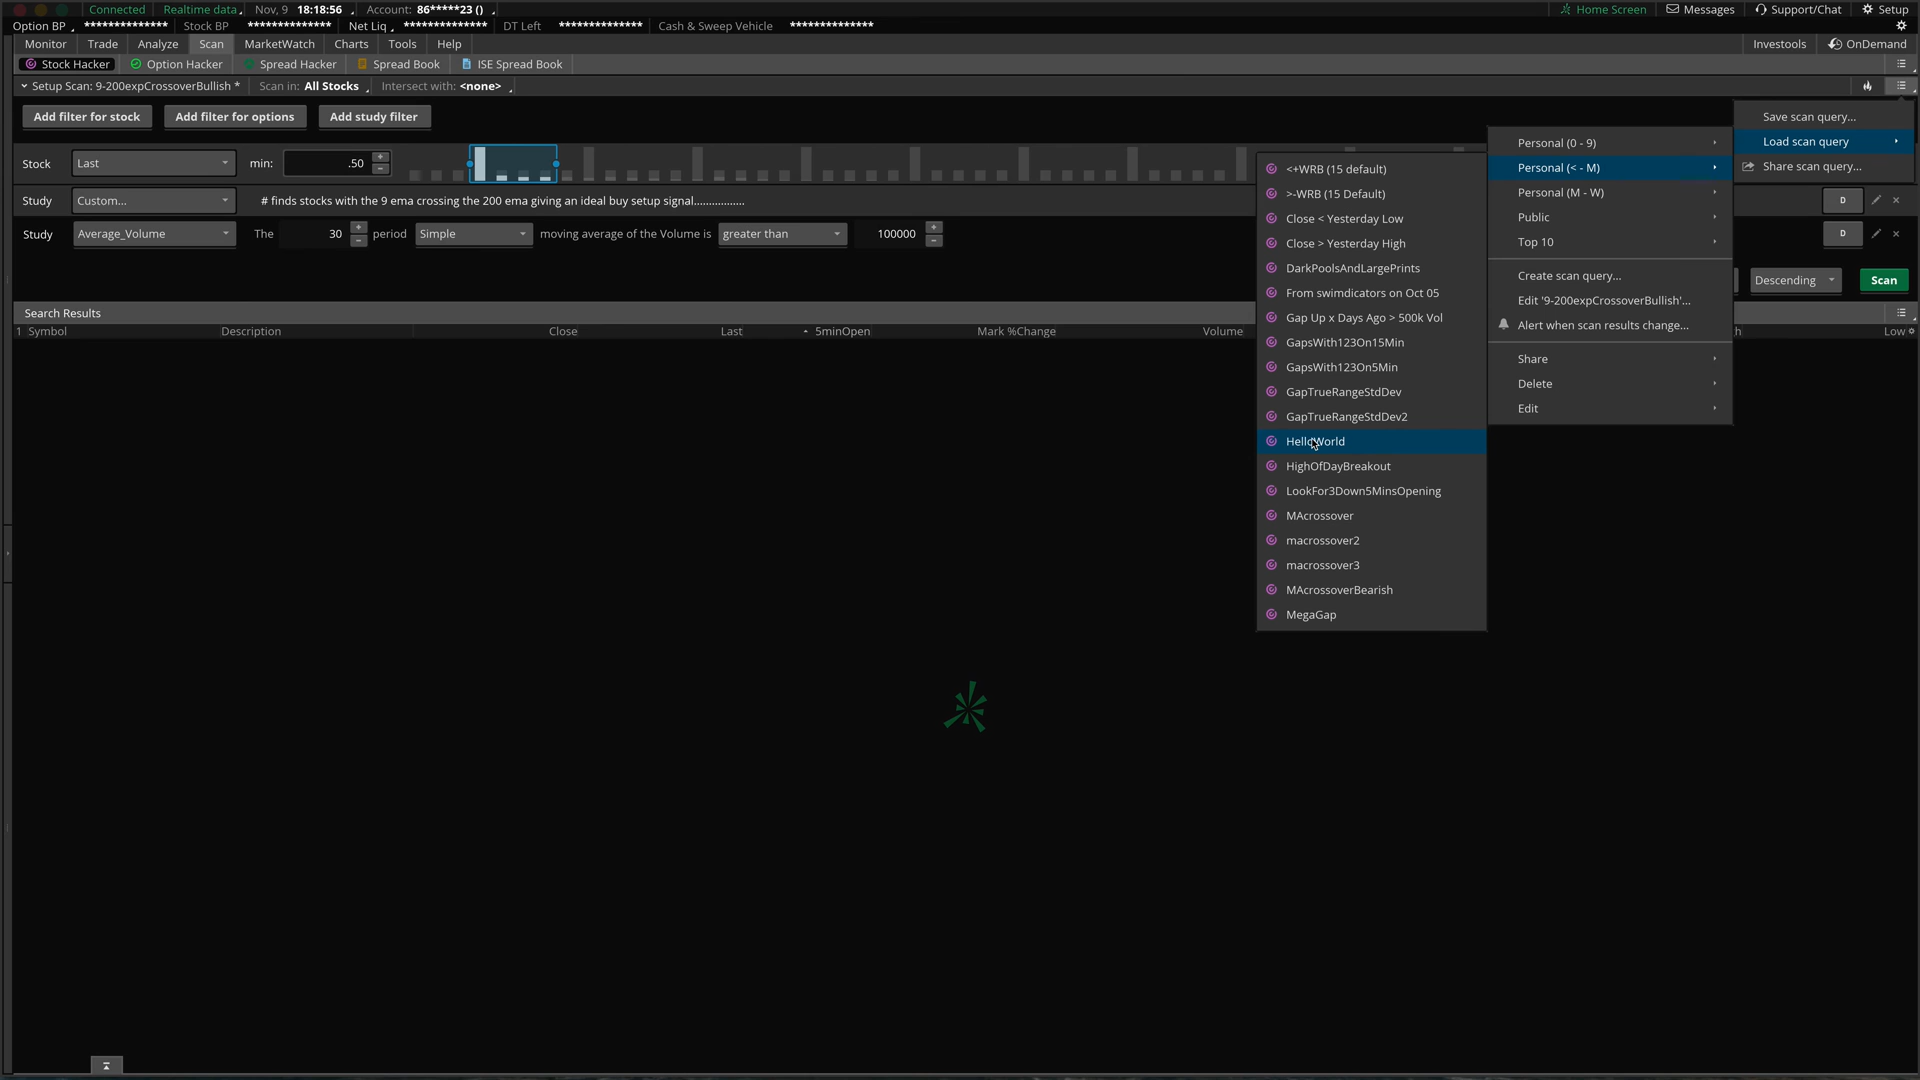 Connected Realtime data Nov, 9 18:18:56 Account: 86*****23 () Home Screen Messages Support/Chat Setup
Option BP ************** Stock BP ************** Net Liq ************** DT Left ************** Cash & Sweep Vehicle **************
Monitor Trade Analyze Scan MarketWatch Charts Tools Help Investools OnDemand
Stock Hacker Option Hacker Spread Hacker Spread Book ISE Spread Book
Setup Scan: 9-200expCrossoverBullish * Scan in: All Stocks Intersect with: <none>
Add filter for stock Add filter for options Add study filter
Save scan query...
Load scan query
Share scan query...
Personal (0 - 9)
Personal (< - M)
Personal (M - W)
Public
Top 10
Create scan query...
Edit '9-200expCrossoverBullish'...
Alert when scan results change...
Share
Delete
Edit
<+WRB (15 default)
>-WRB (15 Default)
Close < Yesterday Low
Close > Yesterday High
DarkPoolsAndLargePrints
From swimdicators on Oct 05
Gap Up x Days Ago > 500k Vol
GapsWith123On15Min
GapsWith123On5Min
GapTrueRangeStdDev
GapTrueRangeStdDev2
HelloWorld
HighOfDayBreakout
LookFor3Down5MinsOpening
MAcrossover
macrossover2
macrossover3
MAcrossoverBearish
MegaGap
Stock Last min: .50
Study Custom... # finds stocks with the 9 ema crossing the 200 ema giving an ideal buy setup signal................. D
Study Average_Volume The 30 period Simple moving average of the Volume is greater than 100000 D
Descending Scan
Search Results
1 Symbol Description Close Last 5minOpen Mark %Change Volume Low